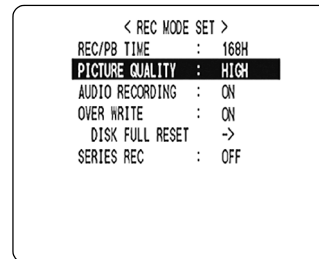 < REC MODE SET >
REC/PB TIME : 168H
PICTURE QUALITY : HIGH
AUDIO RECORDING : ON
OVER WRITE : ON
DISK FULL RESET ->
SERIES REC : OFF